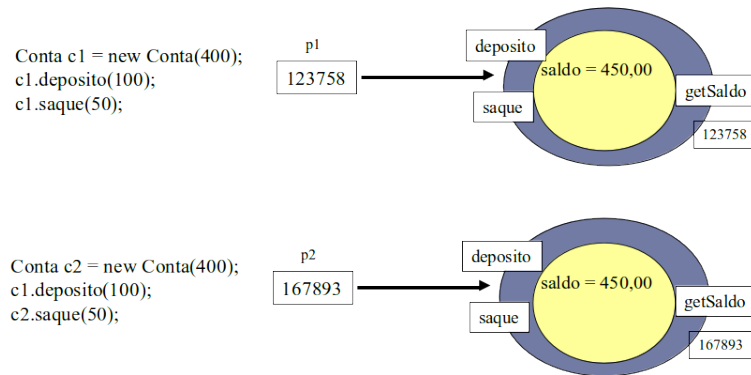 Conta c1 = new Conta(400);
c1.deposito(100);
c1.saque(50);
p1
123758
deposito
saldo = 450,00
saque
getSaldo
123758
Conta c2 = new Conta(400);
c1.deposito(100);
c2.saque(50);
p2
167893
deposito
saldo = 450,00
saque
getSaldo
167893